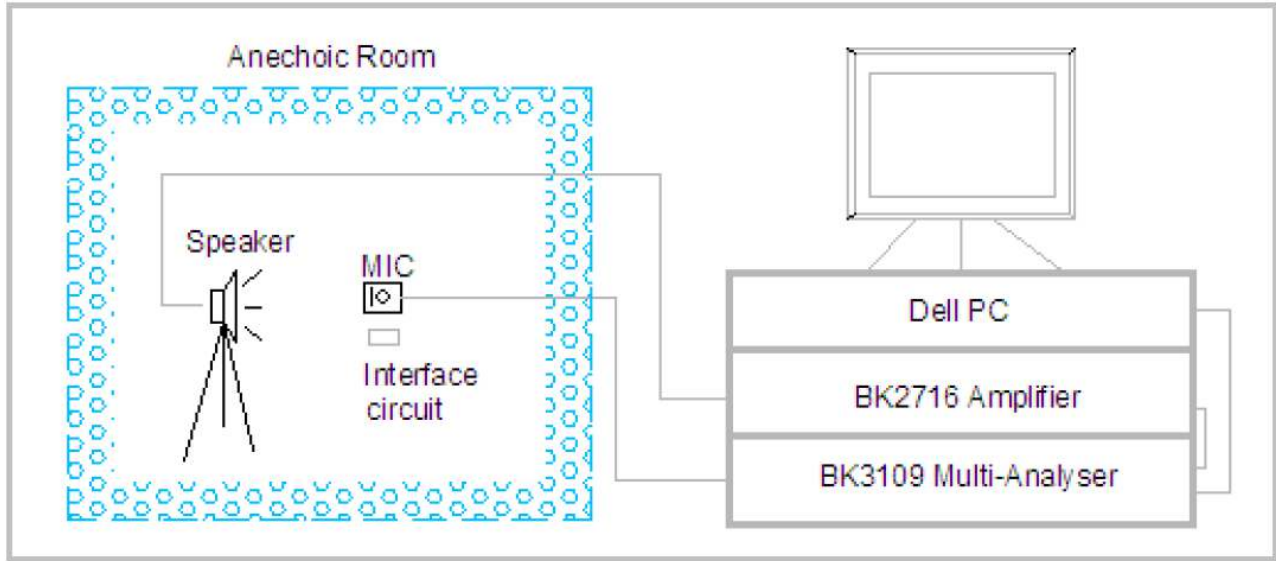 Anechoic Room
Speaker
MIC
Interface
circuit
Dell PC
BK2716 Amplifier
BK3109 Multi-Analyser